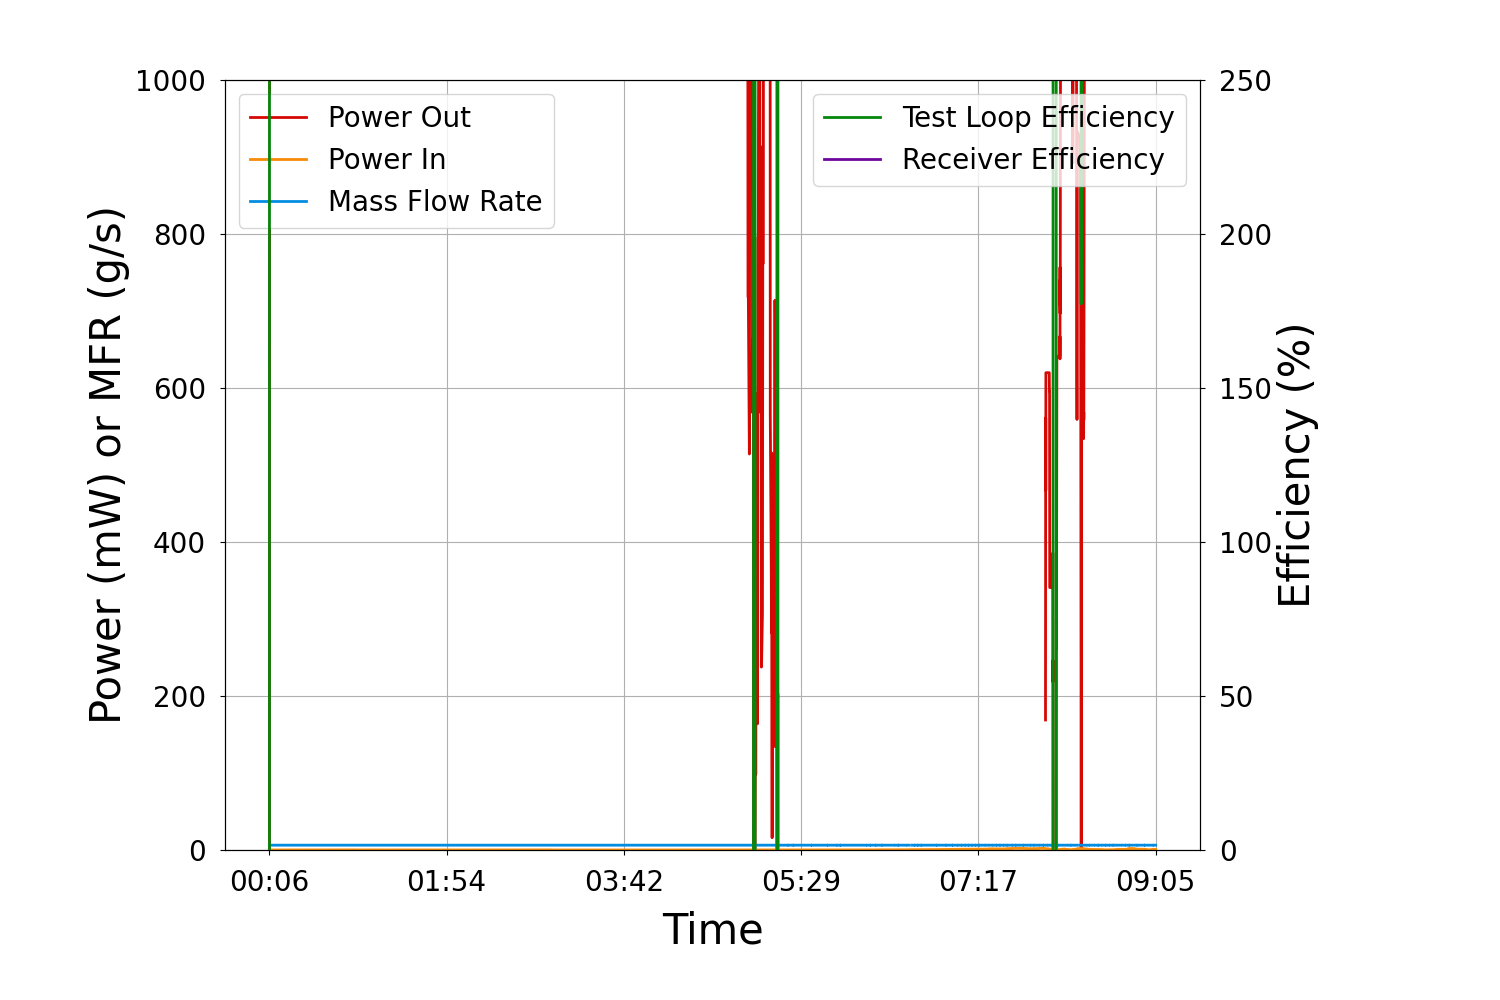 Power (mW) or MFR (g/s)
1000
800
600
400
200
0
Power Out
Power In
Mass Flow Rate
Test Loop Efficiency
Receiver Efficiency
250
200
150
100
50
0
Efficiency (%)
00:06 01:54 03:42 05:29 07:17 09:05
Time